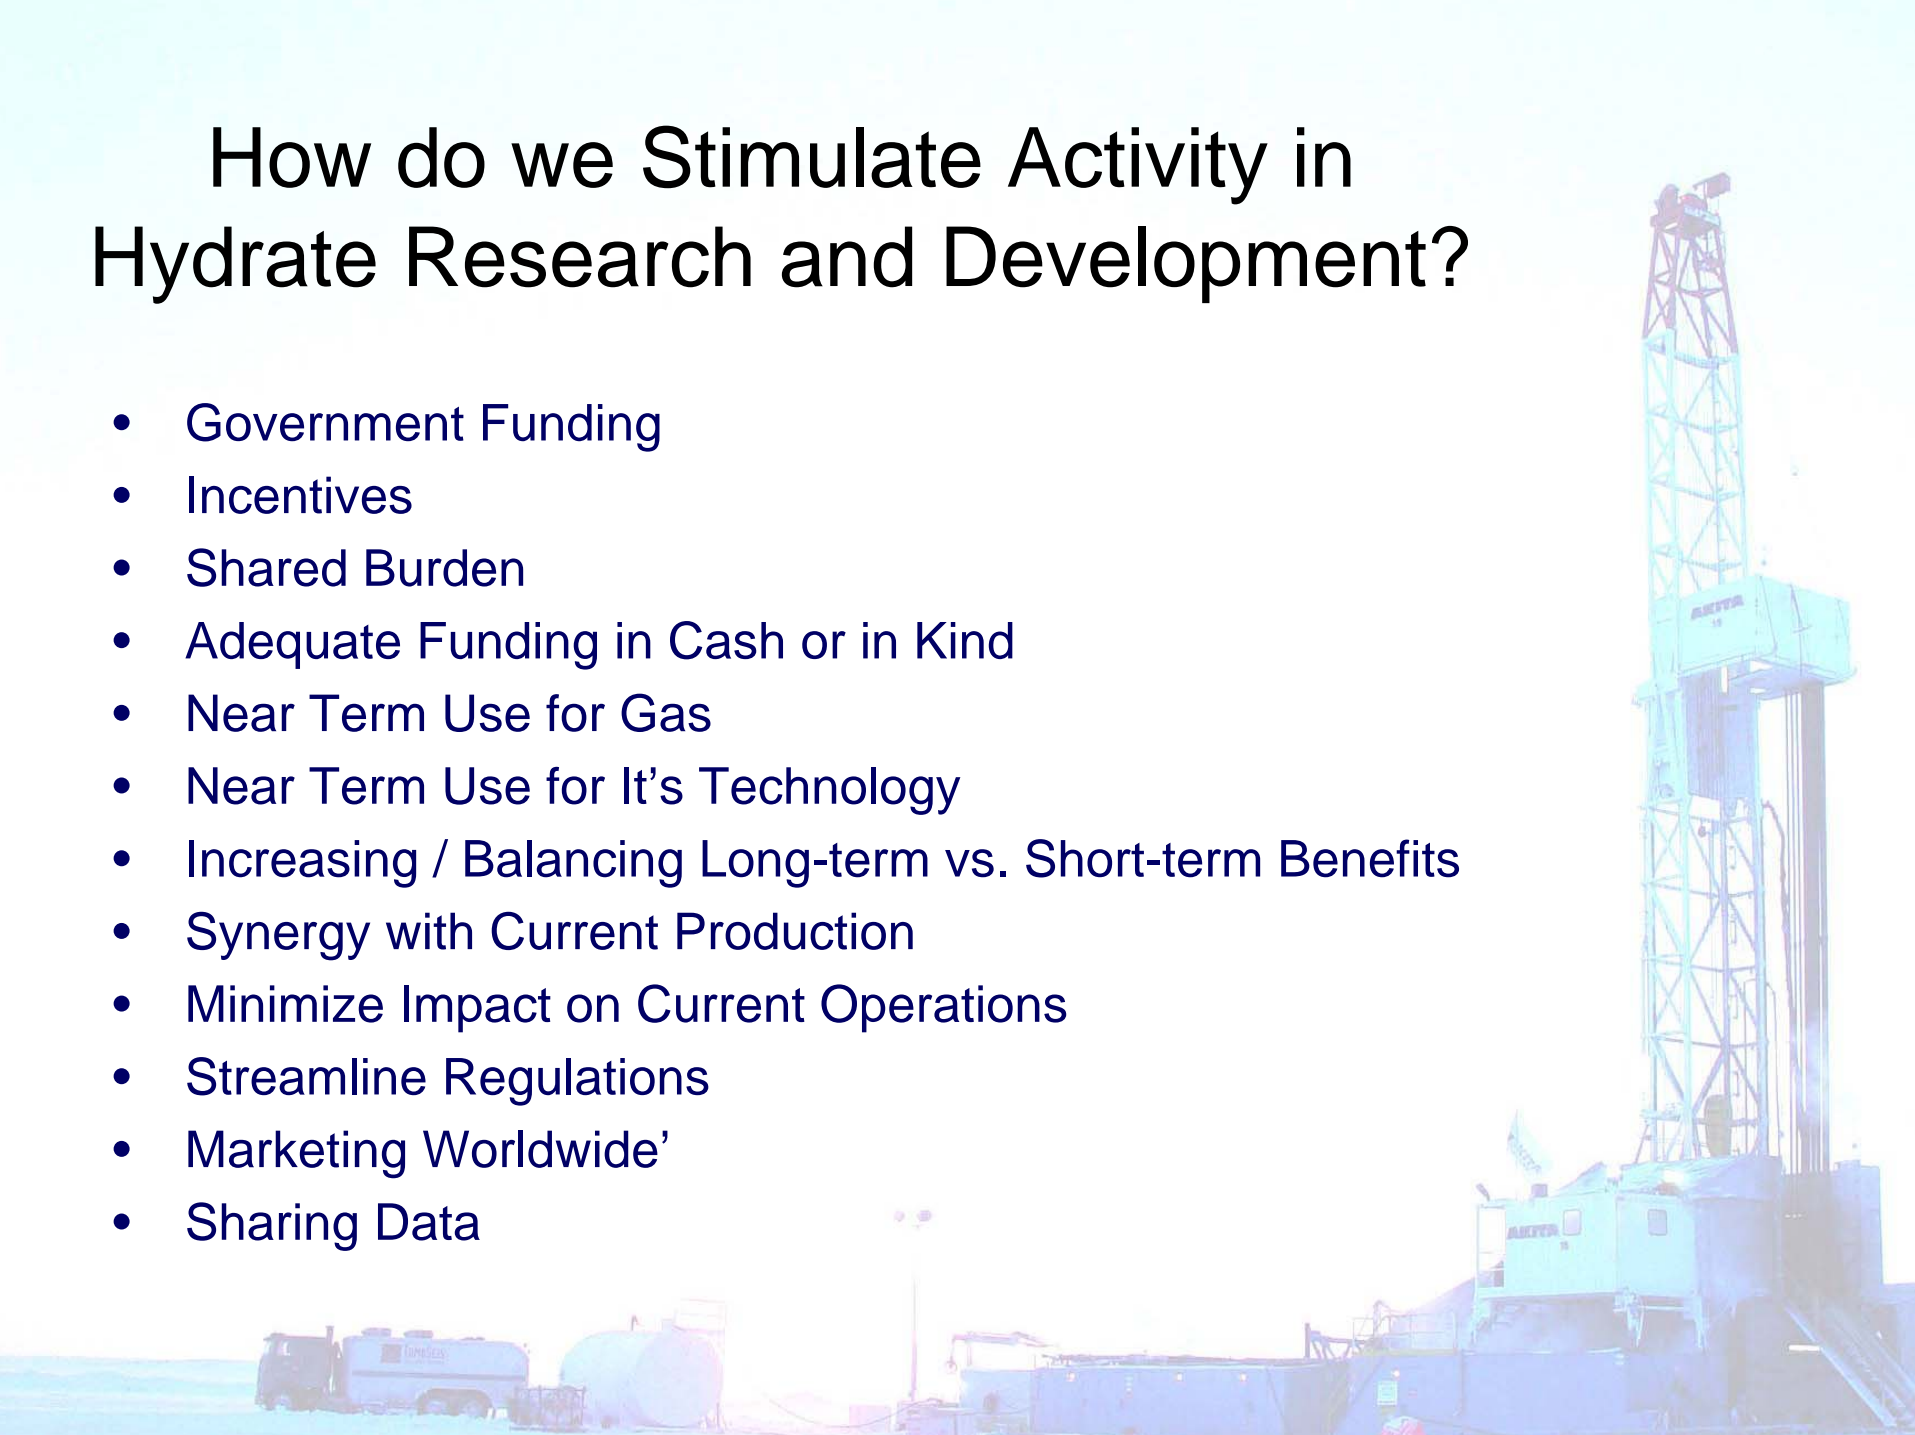 How do we Stimulate Activity in
Hydrate Research and Development?
• Government Funding
• Incentives
• Shared Burden
• Adequate Funding in Cash or in Kind
• Near Term Use for Gas
• Near Term Use for It’s Technology
• Increasing / Balancing Long-term vs. Short-term Benefits
• Synergy with Current Production
• Minimize Impact on Current Operations
• Streamline Regulations
• Marketing Worldwide’
• Sharing Data
AKITA
AKITA